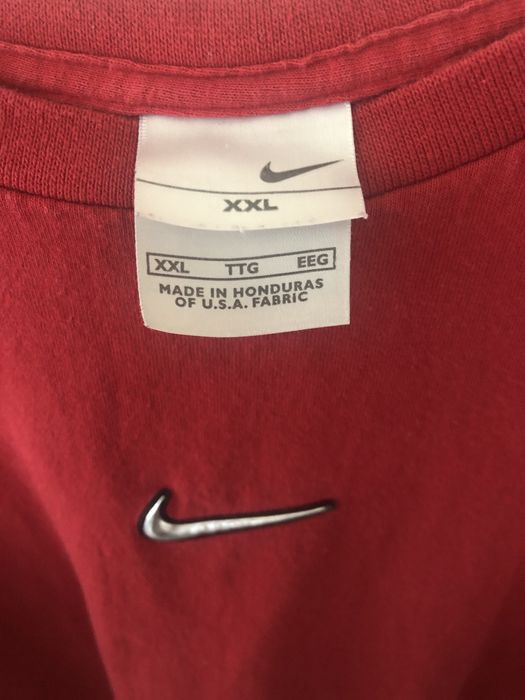 XXL
XXL TTG EEG
MADE IN HONDURAS
OF U.S.A. FABRIC